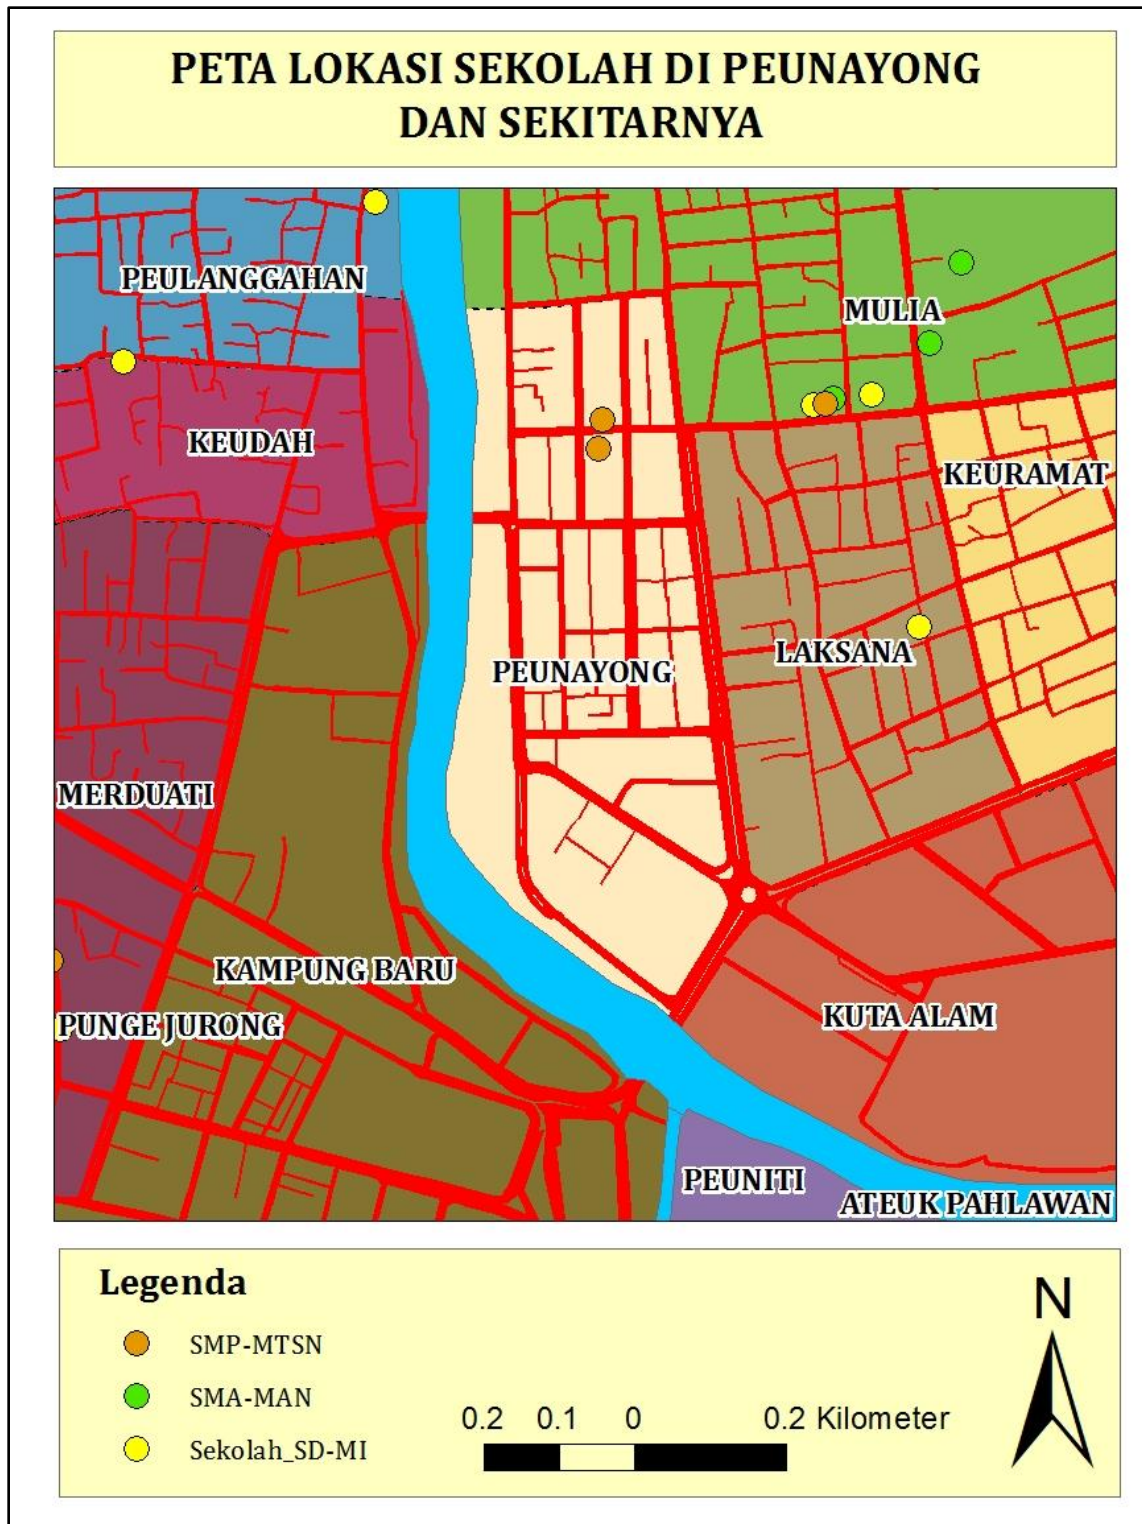 PETA LOKASI SEKOLAH DI PEUNAYONG
DAN SEKITARNYA
PEULANGGAHAN
MULIA
KEUDAH
KEURAMAT
LAKSANA
PEUNAYONG
MERDUATI
KAMPUNG BARU
KUTA ALAM
PUNGE JURONG
PEUNITI
ATEUK PAHLAWAN
Legenda
SMP-MTSN
SMA-MAN
Sekolah_SD-MI
0.2 0.1 0 0.2 Kilometer
N